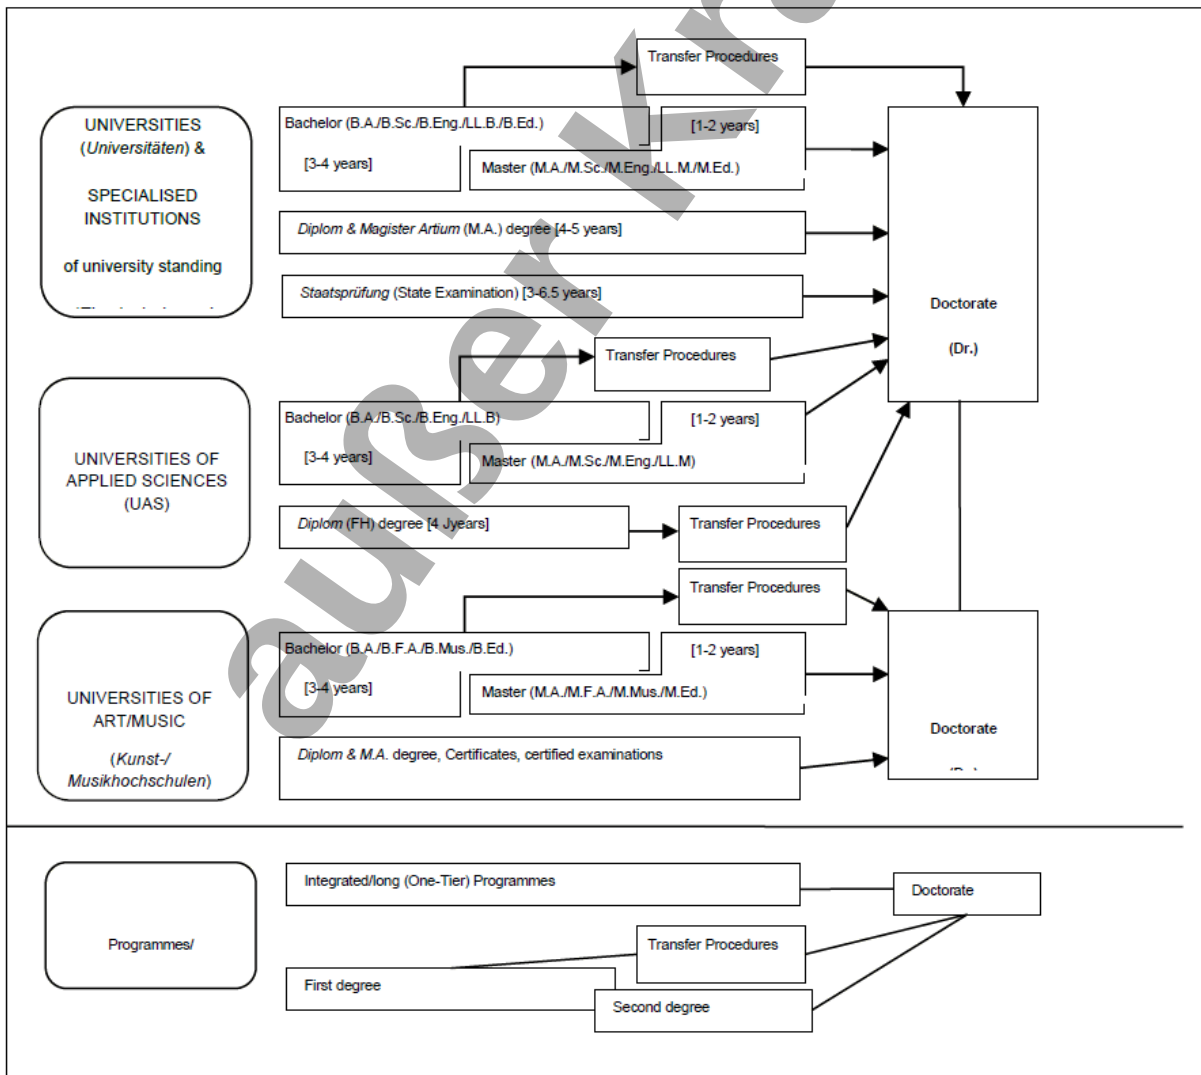 Transfer Procedures
UNIVERSITIES
(Universitäten) &
SPECIALISED
INSTITUTIONS
of university standing
Bachelor (B.A./B.Sc./B.Eng./LL.B./B.Ed.)
[1-2 years]
[3-4 years]
Master (M.A./M.Sc./M.Eng./LL.M./M.Ed.)
Diplom & Magister Artium (M.A.) degree [4-5 years]
Staatsprüfung (State Examination) [3-6.5 years]
Doctorate
(Dr.)
Transfer Procedures
UNIVERSITIES OF
APPLIED SCIENCES
(UAS)
Bachelor (B.A./B.Sc./B.Eng./LL.B)
[1-2 years]
[3-4 years]
Master (M.A./M.Sc./M.Eng./LL.M)
Diplom (FH) degree [4 Jyears]
Transfer Procedures
Transfer Procedures
UNIVERSITIES OF
ART/MUSIC
(Kunst-/
Musikhochschulen)
Bachelor (B.A./B.F.A./B.Mus./B.Ed.)
[1-2 years]
[3-4 years]
Master (M.A./M.F.A./M.Mus./M.Ed.)
Diplom & M.A. degree, Certificates, certified examinations
Doctorate
Programmes/
Integrated/long (One-Tier) Programmes
Doctorate
Transfer Procedures
First degree
Second degree
außer